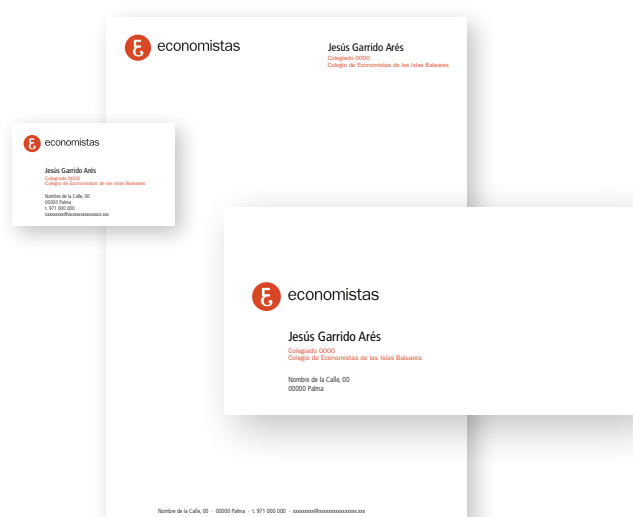 economistas
Jesús Garrido Arés
Colegiado 0000
Colegio de Economistas de las Islas Baleares
economistas
Jesús Garrido Arés
Colegiado 0000
Colegio de Economistas de las Islas Baleares
Nombre de la Calle, 00
00000 Palma
t. 971 000 000
economistas
Jesús Garrido Arés
Colegiado 0000
Colegio de Economistas de las Islas Baleares
Nombre de la Calle, 00
00000 Palma
Nombre de la Calle, 00 · 00000 Palma · t. 971 000 000 ·